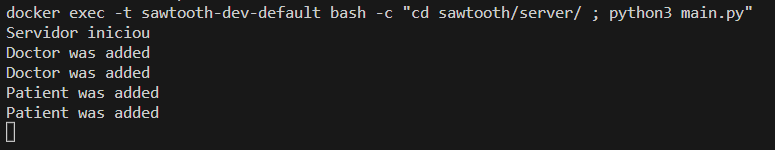 docker exec -t sawtooth-dev-default bash -c "cd sawtooth/server/ ; python3 main.py"
Servidor iniciou
Doctor was added
Doctor was added
Patient was added
Patient was added